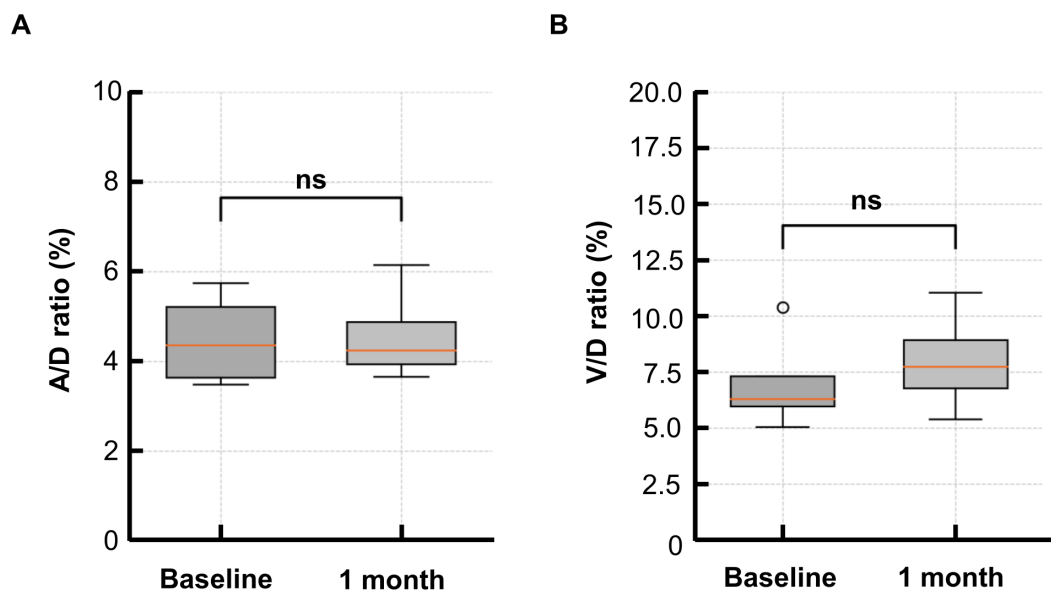 A
A/D ratio (%)
10
8
6
4
2
0
ns
Baseline
1 month
B
V/D ratio (%)
20.0
17.5
15.0
12.5
10.0
7.5
5.0
2.5
0
ns
Baseline
1 month